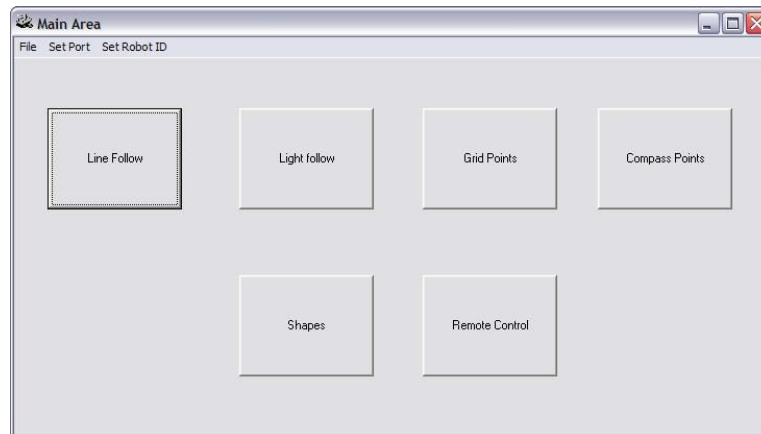 Main Area
File Set Port Set Robot ID
Line Follow Light follow Grid Points Compass Points
Shapes Remote Control